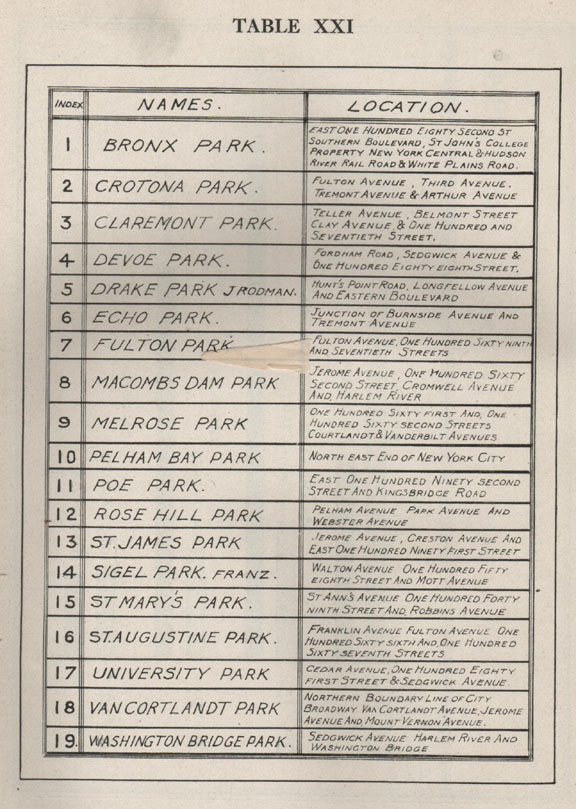 TABLE XXI
INDEX NAMES. LOCATION.
1 BRONX PARK. EAST ONE HUNDRED EIGHTY SECOND ST
SOUTHERN BOULEVARD, ST JOHN'S COLLEGE
PROPERTY NEW YORK CENTRAL & HUDSON
RIVER RAIL ROAD & WHITE PLAINS ROAD.
2 CROTONA PARK. FULTON AVENUE, THIRD AVENUE.
TREMONT AVENUE & ARTHUR AVENUE
3 CLAREMONT PARK. TELLER AVENUE, BELMONT STREET
CLAY AVENUE, & ONE HUNDRED AND
SEVENTIETH STREET.
4 DEVOE PARK. FORDHAM ROAD, SEDGWICK AVENUE &
ONE HUNDRED EIGHTY EIGHTH STREET.
5 DRAKE PARK J RODMAN. HUNT'S POINT ROAD, LONGFELLOW AVENUE
AND EASTERN BOULEVARD
6 ECHO PARK. JUNCTION OF BURNSIDE AVENUE AND
TREMONT AVENUE
7 FULTON PARK FULTON AVENUE, ONE HUNDRED SIXTY NINTH
AND SEVENTIETH STREETS
8 MACOMBS DAM PARK JEROME AVENUE, ONE HUNDRED SIXTY
SECOND STREET, CROMWELL AVENUE
AND, HARLEM RIVER
9 MELROSE PARK ONE HUNDRED SIXTY FIRST AND, ONE
HUNDRED SIXTY SECOND STREETS
COURTLANDT & VANDERBILT AVENUES
10 PELHAM BAY PARK NORTH EAST END OF NEW YORK CITY
11 POE PARK. EAST ONE HUNDRED NINETY SECOND
STREET AND KINGSBRIDGE ROAD
12 ROSE HILL PARK PELHAM AVENUE PARK AVENUE AND
WEBSTER AVENUE
13 ST. JAMES PARK JEROME AVENUE, CRESTON AVENUE AND
EAST ONE HUNDRED NINETY FIRST STREET
14 SIGEL PARK. FRANZ. WALTON AVENUE ONE HUNDRED FIFTY
EIGHTH STREET AND MOTT AVENUE
15 ST MARY'S PARK. ST ANN'S AVENUE ONE HUNDRED FORTY
NINTH STREET AND, ROBBINS AVENUE
16 ST. AUGUSTINE PARK. FRANKLIN AVENUE FULTON AVENUE ONE
HUNDRED SIXTY SIXTH AND, ONE HUNDRED
SIXTY SEVENTH STREETS
17 UNIVERSITY PARK CEDAR AVENUE, ONE HUNDRED EIGHTY
FIRST STREET & SEDGWICK AVENUE.
18 VAN CORTLANDT PARK NORTHERN BOUNDARY LINE OF CITY
BROADWAY VAN CORTLANDT AVENUE, JEROME
AVENUE AND, MOUNT VERNON AVENUE.
19. WASHINGTON BRIDGE PARK. SEDGWICK AVENUE HARLEM RIVER AND
WASHINGTON BRIDGE